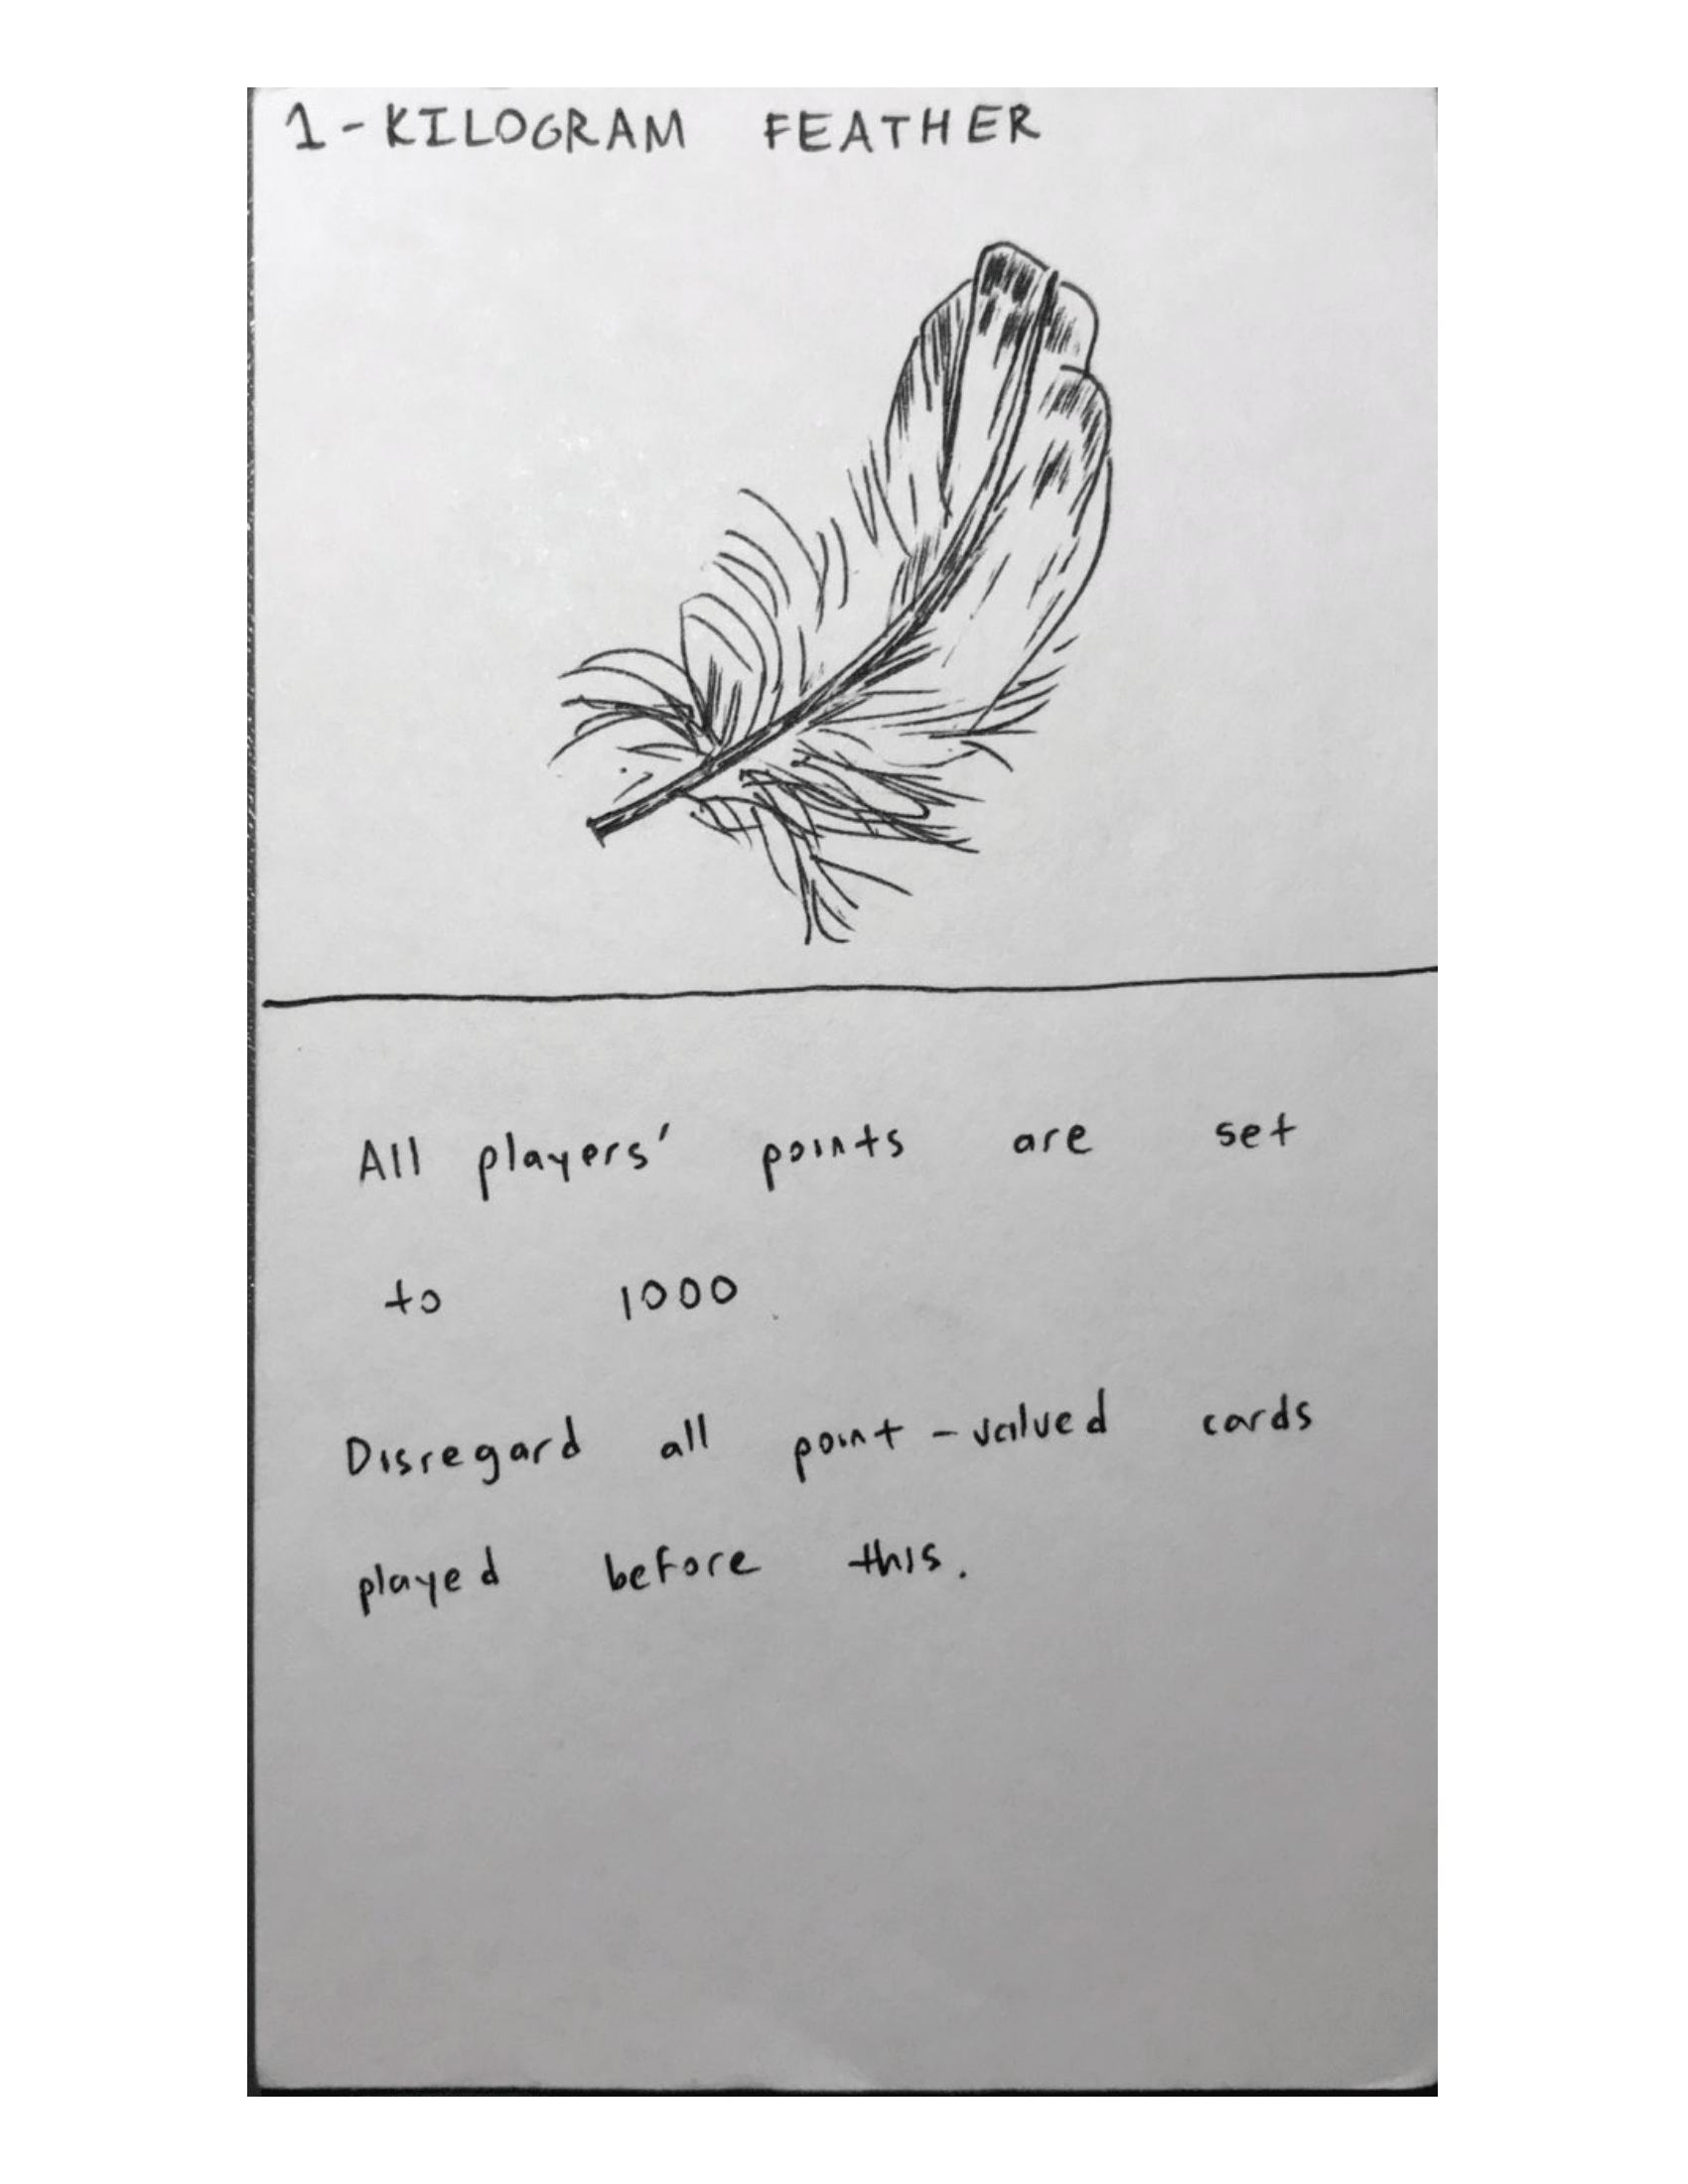 1-KILOGRAM FEATHER
All players' points are set
to 1000
Disregard all point-valued cards
played before this.